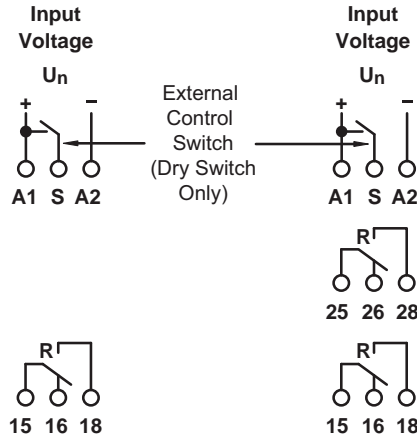 Input
Voltage
Un
+ −
A1 S A2
External
Control
Switch
(Dry Switch
Only)
Input
Voltage
Un
+ −
A1 S A2
R
25 26 28
R
15 16 18
R
15 16 18